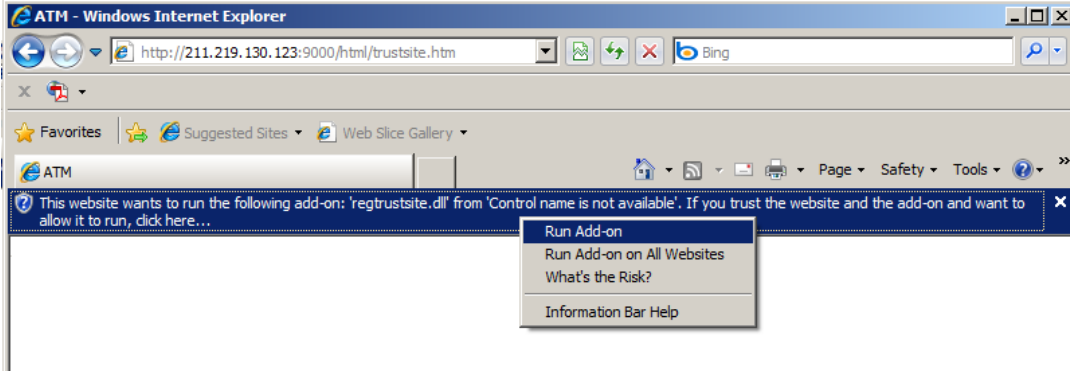 ATM - Windows Internet Explorer
http://211.219.130.123:9000/html/trustsite.htm
Bing
Favorites Suggested Sites Web Slice Gallery
ATM Page Safety Tools
This website wants to run the following add-on: 'regtrustsite.dll' from 'Control name is not available'. If you trust the website and the add-on and want to
allow it to run, click here...
Run Add-on
Run Add-on on All Websites
What's the Risk?
Information Bar Help